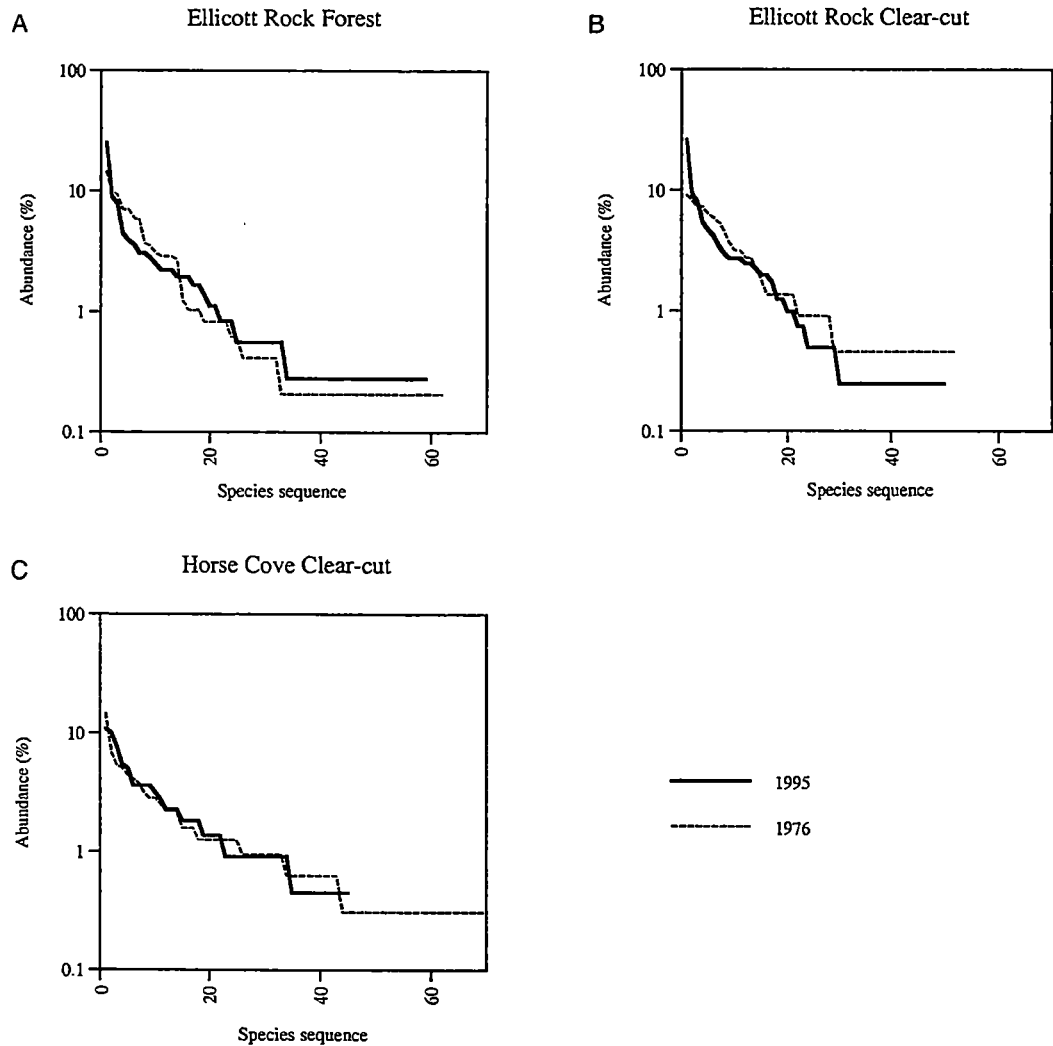 A
Ellicott Rock Forest
100
10
1
0.1
Abundance (%)
0
20
40
60
Species sequence
B
Ellicott Rock Clear-cut
100
10
1
0.1
Abundance (%)
0
20
40
60
Species sequence
C
Horse Cove Clear-cut
100
10
1
0.1
Abundance (%)
0
20
40
60
Species sequence
1995
1976